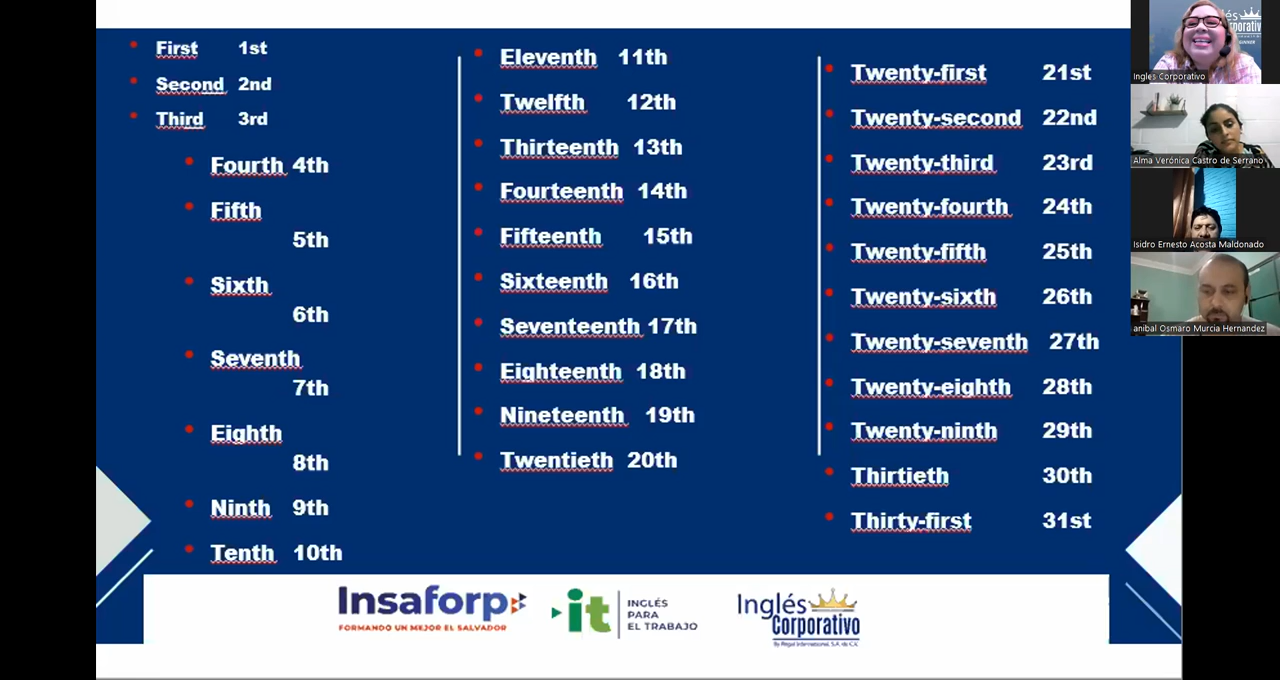 First 1st
Second 2nd
Third 3rd
Fourth 4th
Fifth
5th
Sixth
6th
Seventh
7th
Eighth
8th
Ninth 9th
Tenth 10th
Eleventh 11th
Twelfth 12th
Thirteenth 13th
Fourteenth 14th
Fifteenth 15th
Sixteenth 16th
Seventeenth 17th
Eighteenth 18th
Nineteenth 19th
Twentieth 20th
Twenty-first 21st
Twenty-second 22nd
Twenty-third 23rd
Twenty-fourth 24th
Twenty-fifth 25th
Twenty-sixth 26th
Twenty-seventh 27th
Twenty-eighth 28th
Twenty-ninth 29th
Thirtieth 30th
Thirty-first 31st
Insaforp
FORMANDO UN MEJOR EL SALVADOR
it
INGLÉS
PARA
EL TRABAJO
Inglés
Corporativo
Ingles Corporativo
Alma Verónica Castro de Serrano
Isidro Ernesto Acosta Maldonado
anibal Osmaro Murcia Hernandez